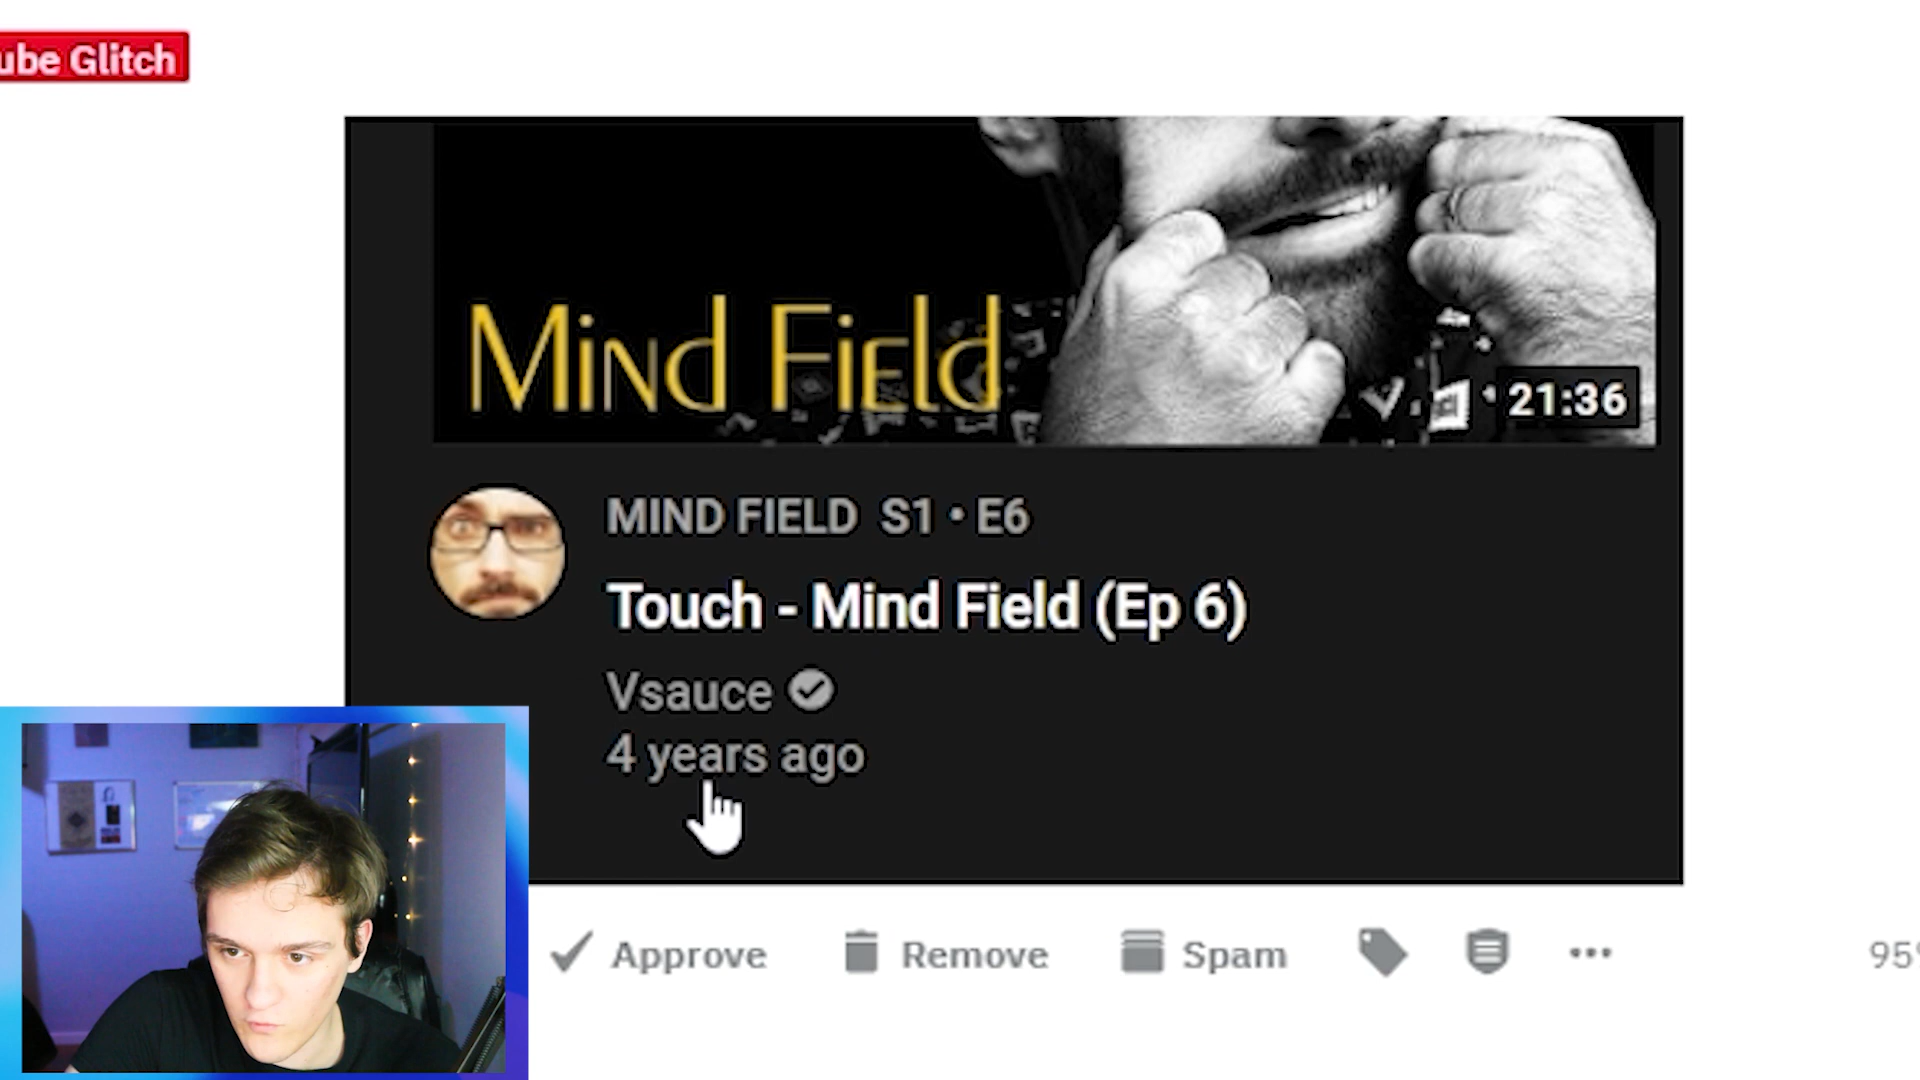 ube Glitch
Mind Field
21:36
MIND FIELD S1 • E6
Touch - Mind Field (Ep 6)
Vsauce
4 years ago
Approve Remove Spam
95